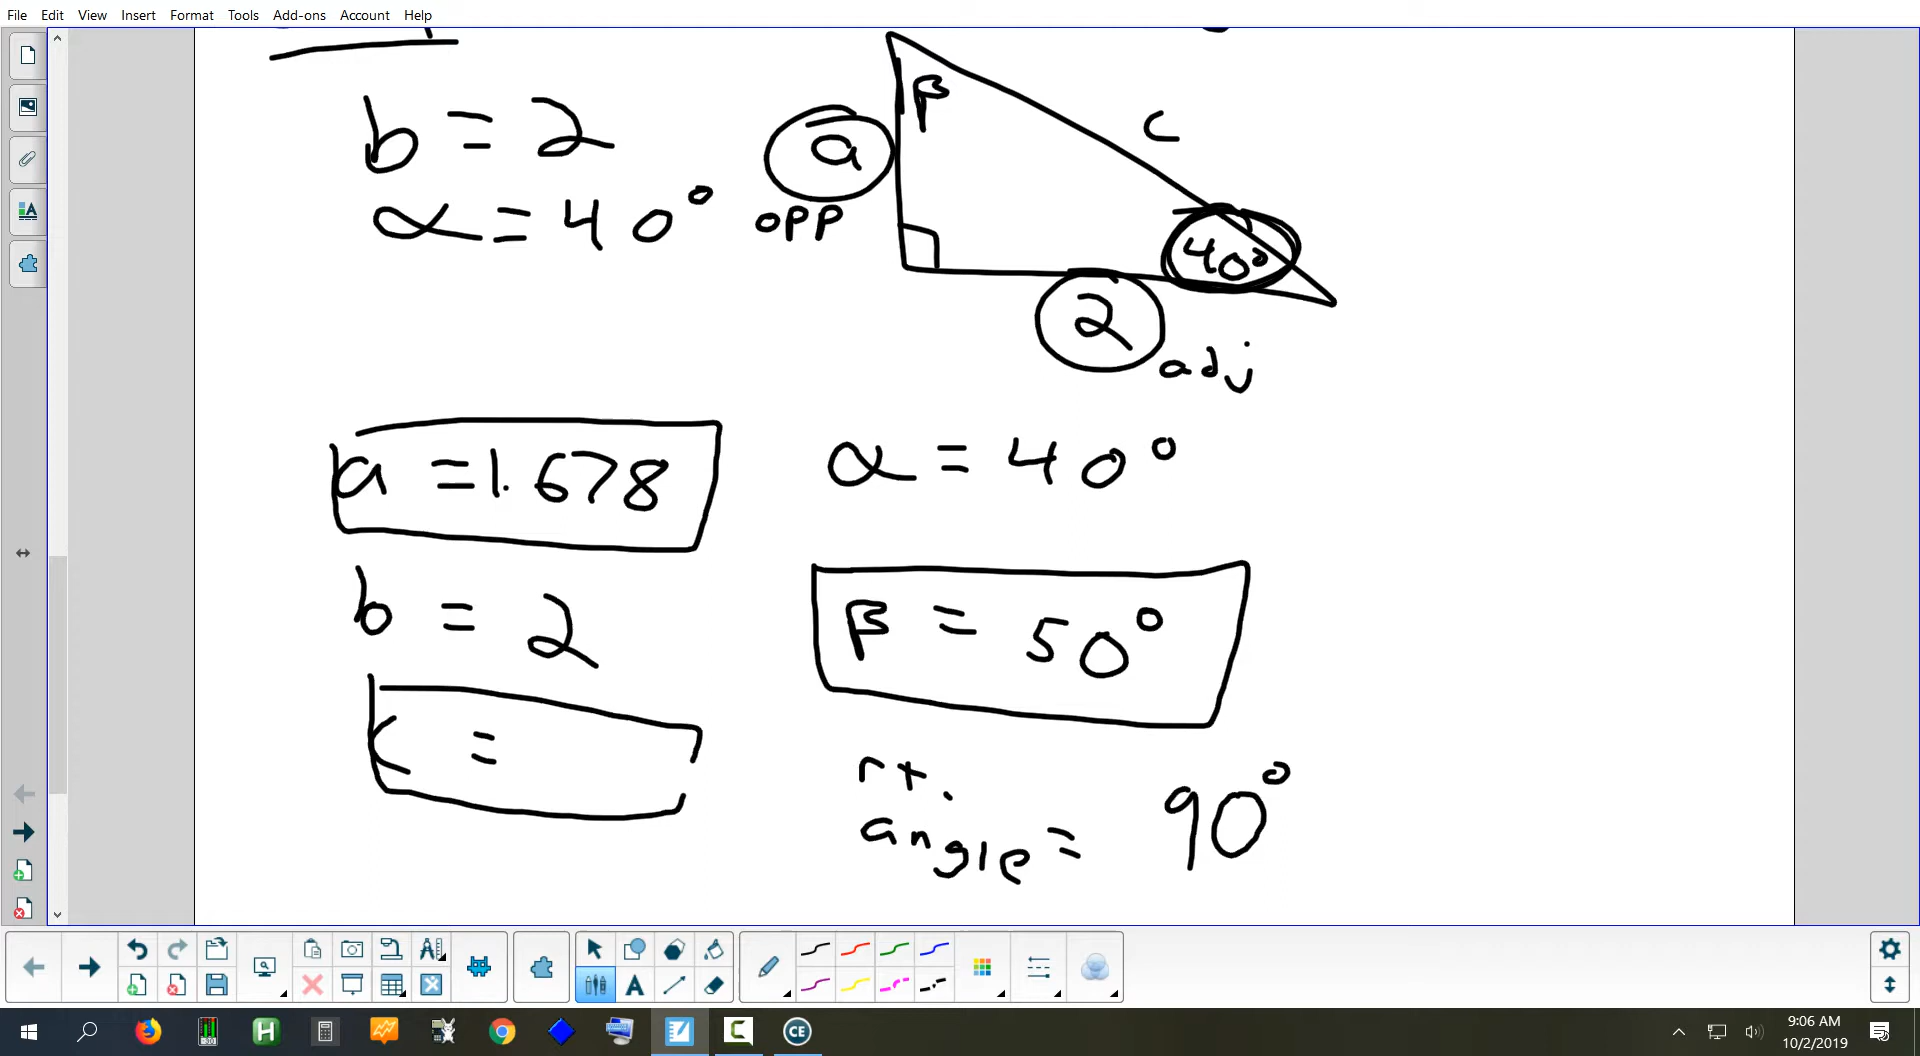 File Edit View Insert Format Tools Add-ons Account Help
b = 2
α = 40°
β
a
opp
c
40°
2
adj
a = 1.678
α = 40°
b = 2
β = 50°
c =
rt.
angle = 90°
A
H
CE
9:06 AM
10/2/2019